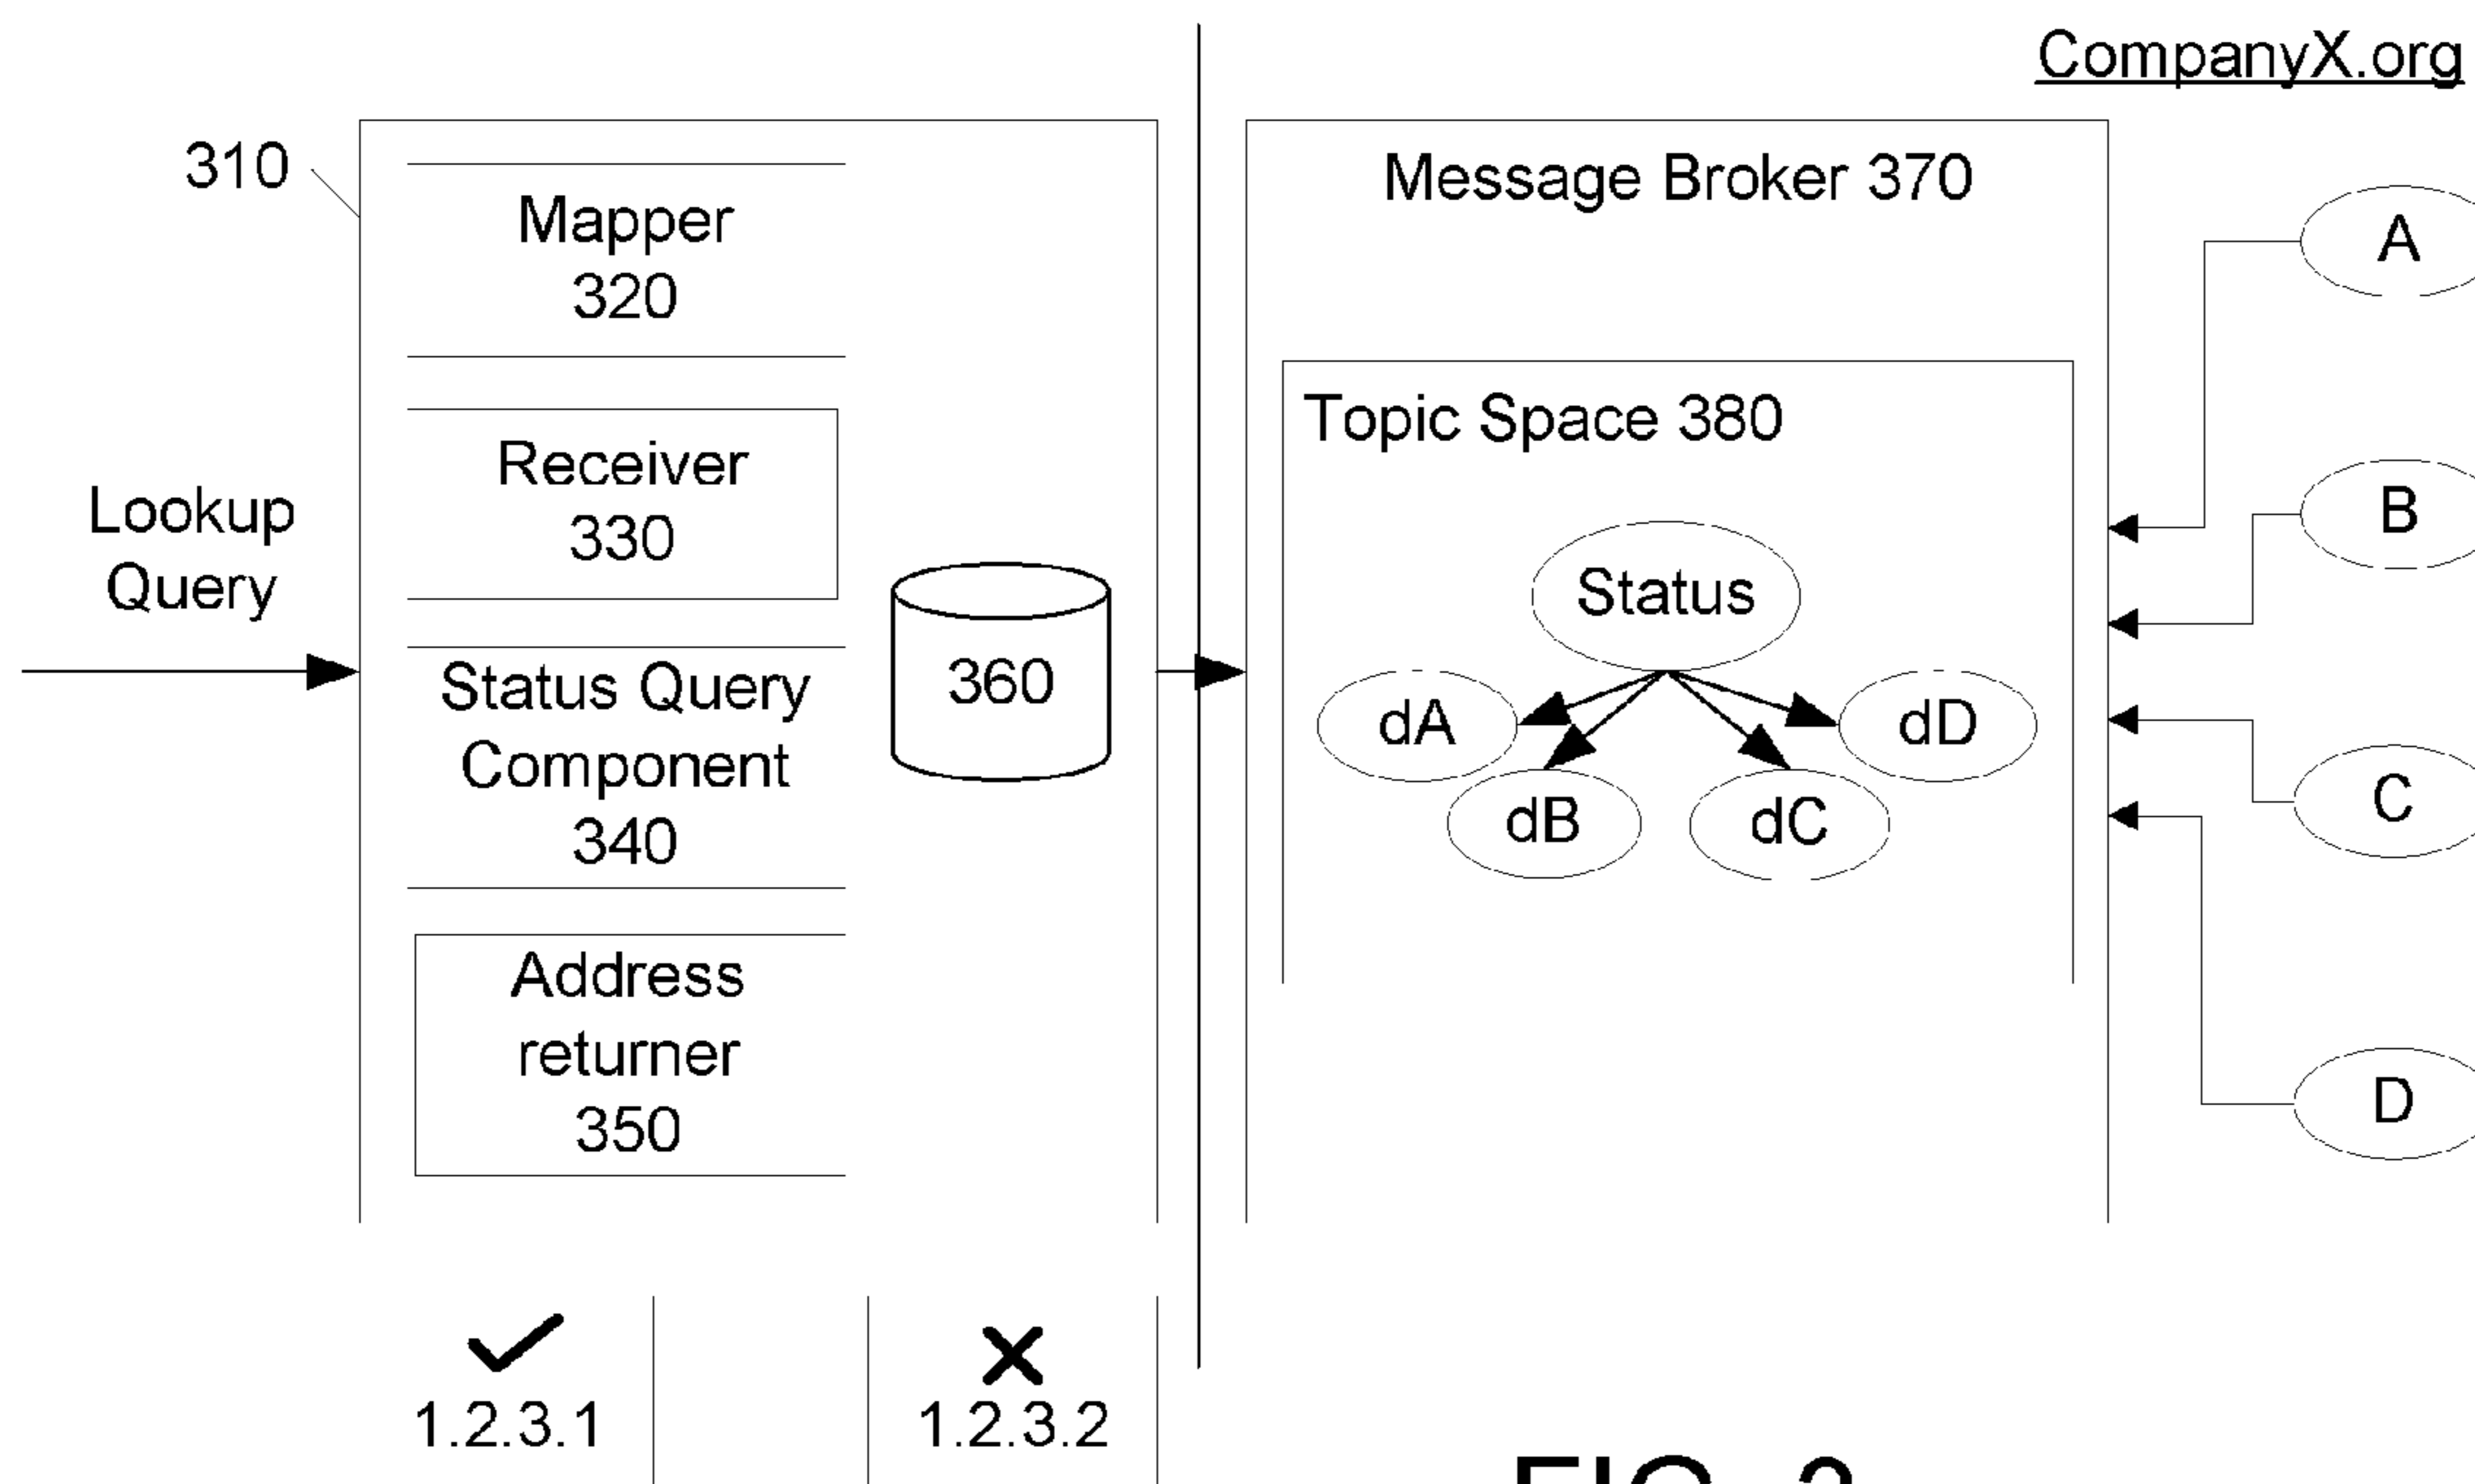 CompanyX.org
310
Mapper
320
Receiver
330
Status Query
Component
340
Address
returner
350
360
Lookup
Query
Message Broker 370
Topic Space 380
Status
dA
dB
dC
dD
A
B
C
D
1.2.3.1
1.2.3.2